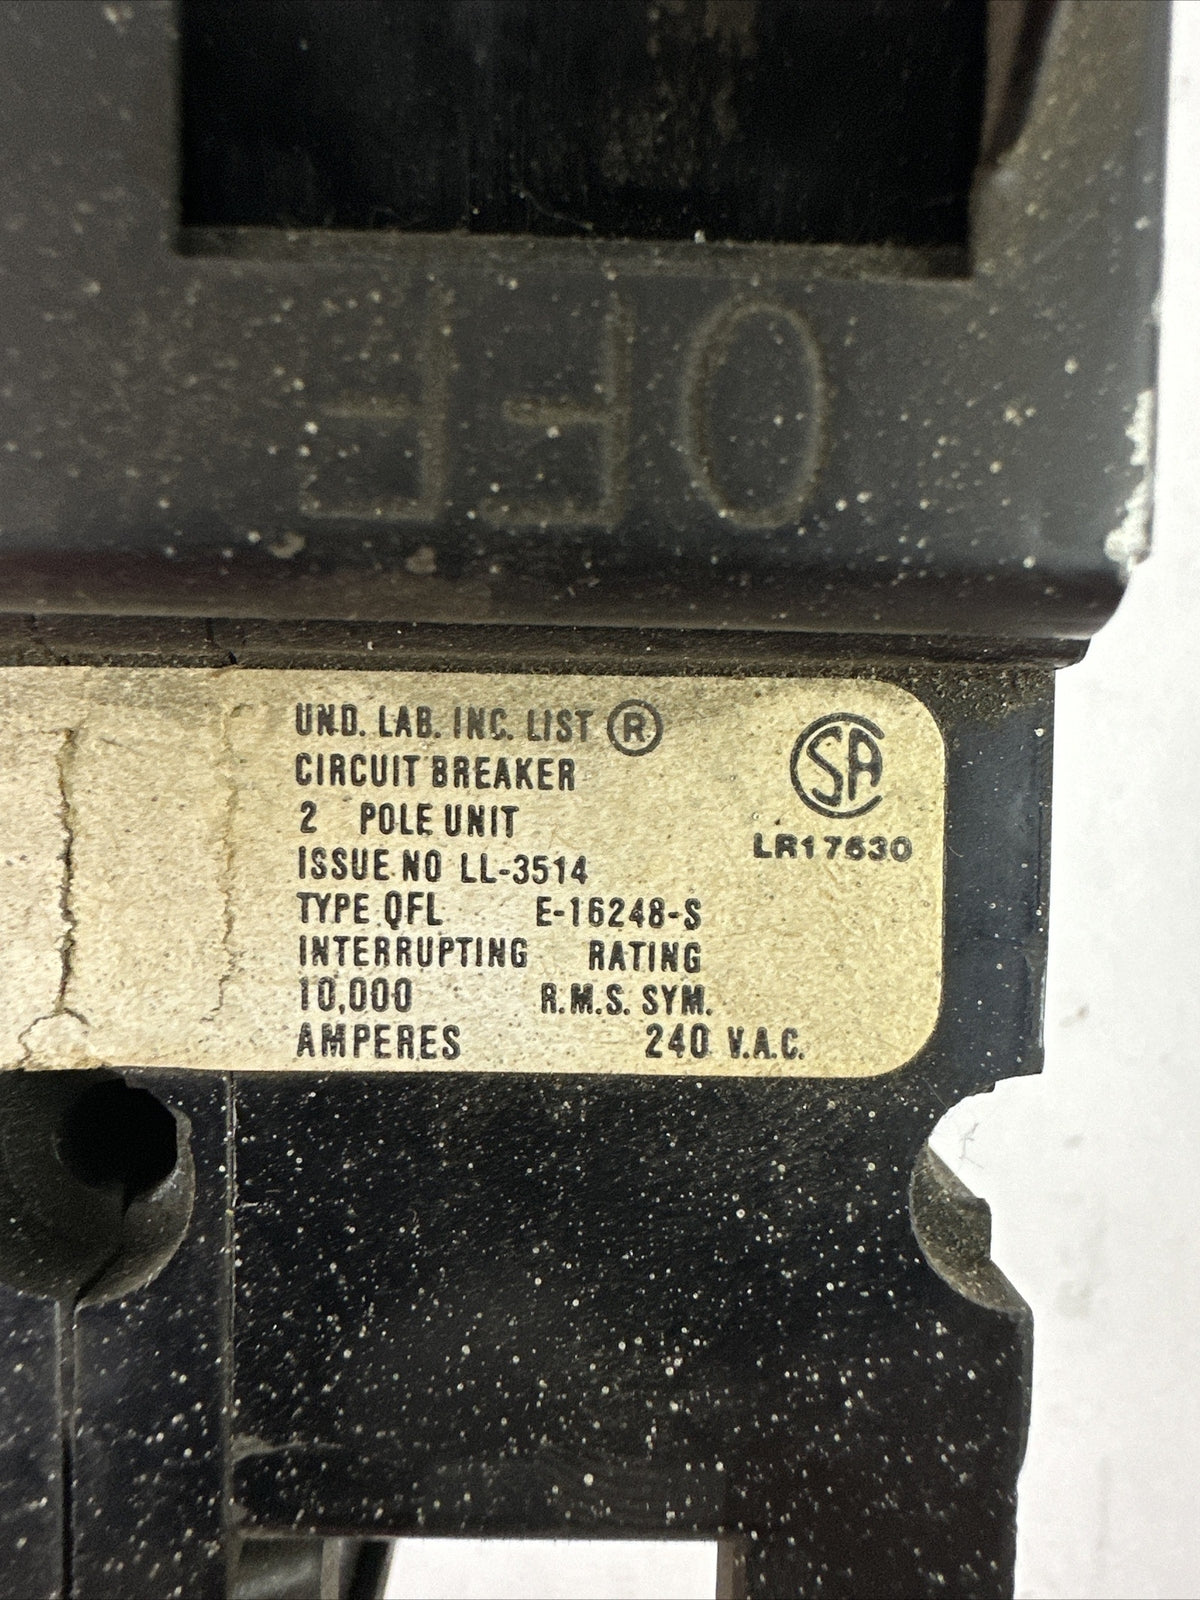 OFF
UND. LAB. INC. LIST ®
CIRCUIT BREAKER
2 POLE UNIT
ISSUE NO LL-3514
TYPE QFL E-16248-S
INTERRUPTING RATING
10,000 R.M.S. SYM.
AMPERES 240 V.A.C.
SA
LR17630